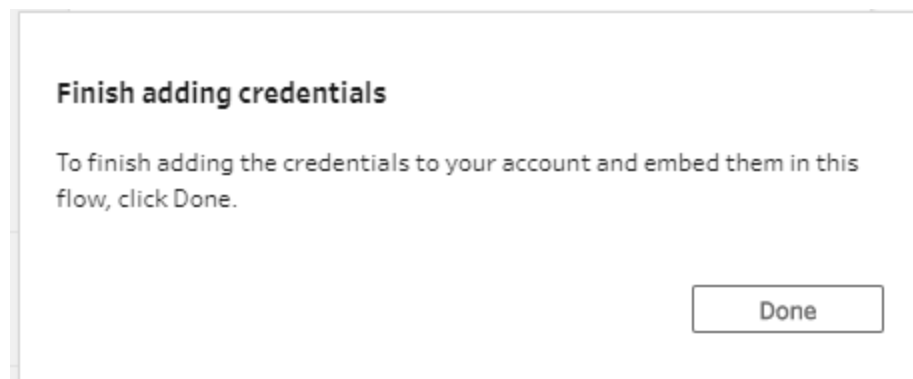 Finish adding credentials
To finish adding the credentials to your account and embed them in this
flow, click Done.
Done